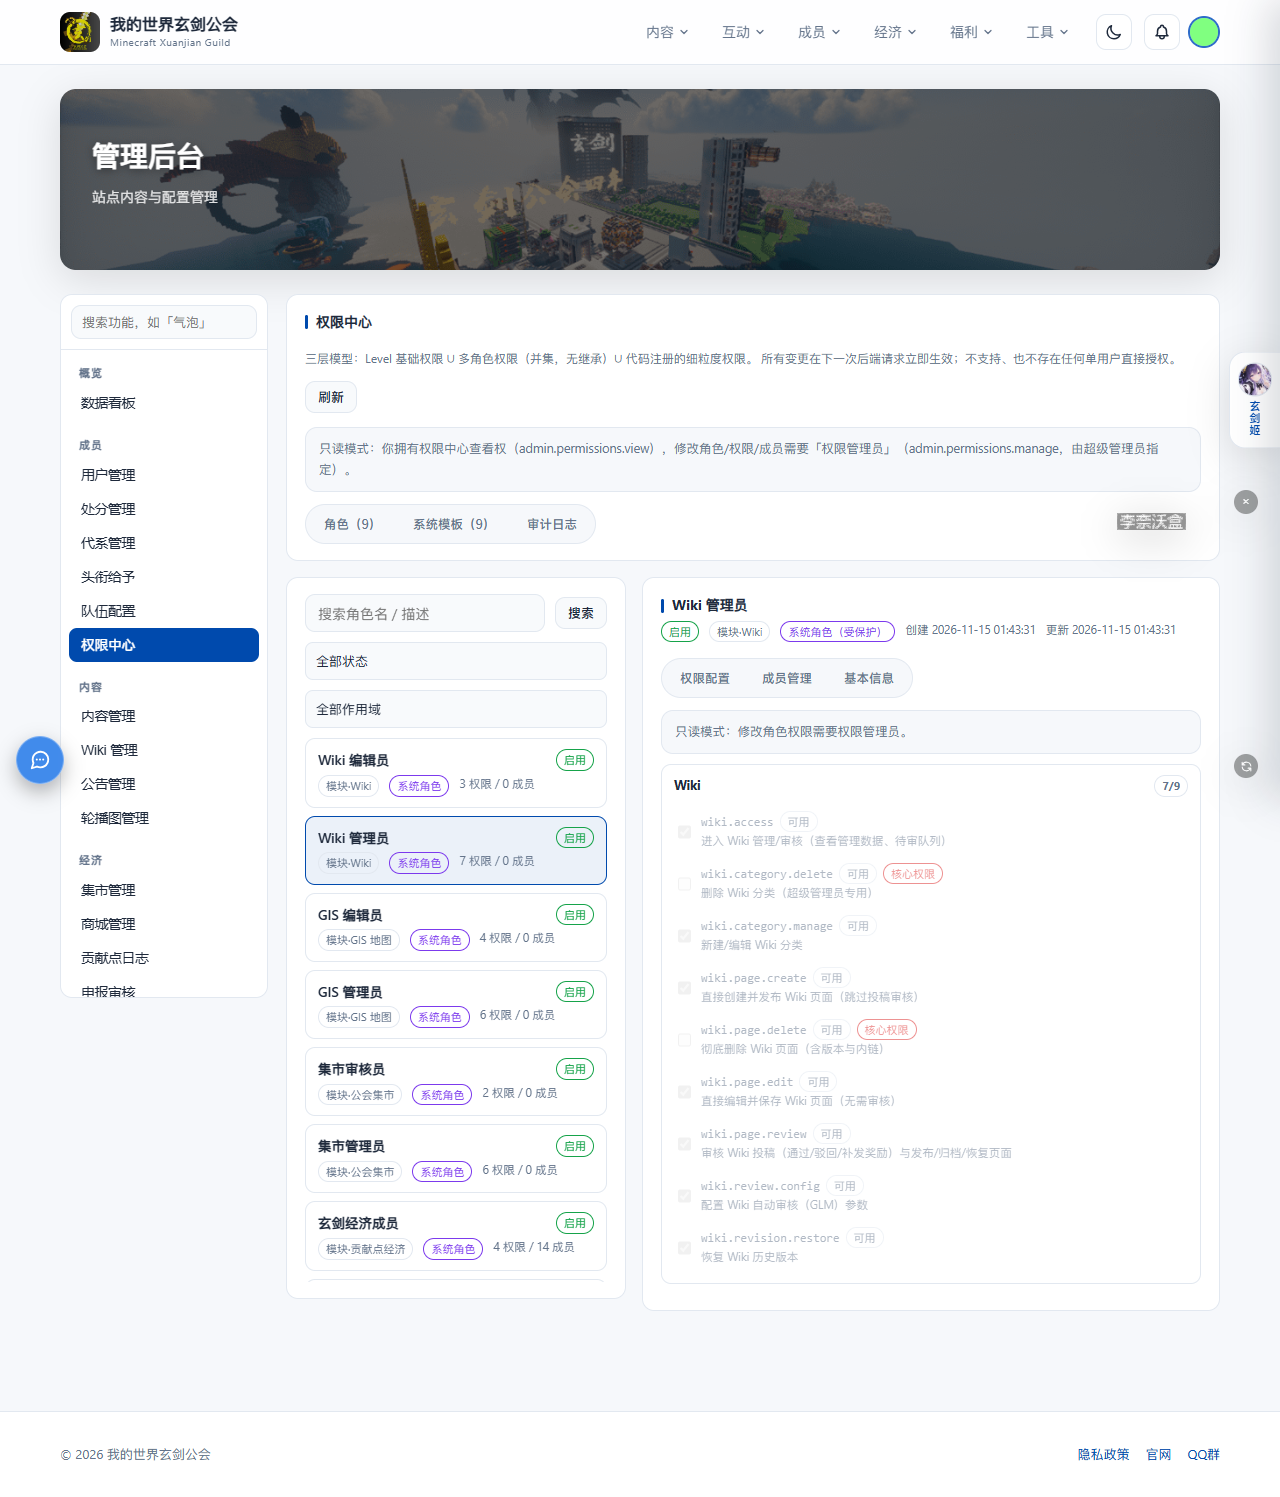 我的世界玄剑公会
Minecraft Xuanjian Guild
内容
互动
成员
经济
福利
工具
管理后台
站点内容与配置管理
玄剑
玄剑公会四年
搜索功能，如「气泡」
概览
数据看板
成员
用户管理
处分管理
代系管理
头衔给予
队伍配置
权限中心
内容
内容管理
Wiki 管理
公告管理
轮播图管理
经济
集市管理
商城管理
贡献点日志
申报审核
权限中心
三层模型：Level 基础权限 ∪ 多角色权限（并集，无继承）∪ 代码注册的细粒度权限。 所有变更在下一次后端请求立即生效；不支持、也不存在任何单用户直接授权。
刷新
只读模式：你拥有权限中心查看权（admin.permissions.view），修改角色/权限/成员需要「权限管理员」（admin.permissions.manage，由超级管理员指
定）。
角色（9）
系统模板（9）
审计日志
李柰沃盒
玄剑姬
搜索角色名 / 描述
搜索
全部状态
全部作用域
Wiki 编辑员
启用
模块·Wiki
系统角色
3 权限 / 0 成员
Wiki 管理员
启用
模块·Wiki
系统角色
7 权限 / 0 成员
GIS 编辑员
启用
模块·GIS 地图
系统角色
4 权限 / 0 成员
GIS 管理员
启用
模块·GIS 地图
系统角色
6 权限 / 0 成员
集市审核员
启用
模块·公会集市
系统角色
2 权限 / 0 成员
集市管理员
启用
模块·公会集市
系统角色
6 权限 / 0 成员
玄剑经济成员
启用
模块·贡献点经济
系统角色
4 权限 / 14 成员
Wiki 管理员
启用
模块·Wiki
系统角色（受保护）
创建 2026-11-15 01:43:31
更新 2026-11-15 01:43:31
权限配置
成员管理
基本信息
只读模式：修改角色权限需要权限管理员。
Wiki
7/9
wiki.access 可用
进入 Wiki 管理/审核（查看管理数据、待审队列）
wiki.category.delete 可用 核心权限
删除 Wiki 分类（超级管理员专用）
wiki.category.manage 可用
新建/编辑 Wiki 分类
wiki.page.create 可用
直接创建并发布 Wiki 页面（跳过投稿审核）
wiki.page.delete 可用 核心权限
彻底删除 Wiki 页面（含版本与内链）
wiki.page.edit 可用
直接编辑并保存 Wiki 页面（无需审核）
wiki.page.review 可用
审核 Wiki 投稿（通过/驳回/补发奖励）与发布/归档/恢复页面
wiki.review.config 可用
配置 Wiki 自动审核（GLM）参数
wiki.revision.restore 可用
恢复 Wiki 历史版本
© 2026 我的世界玄剑公会
隐私政策
官网
QQ群